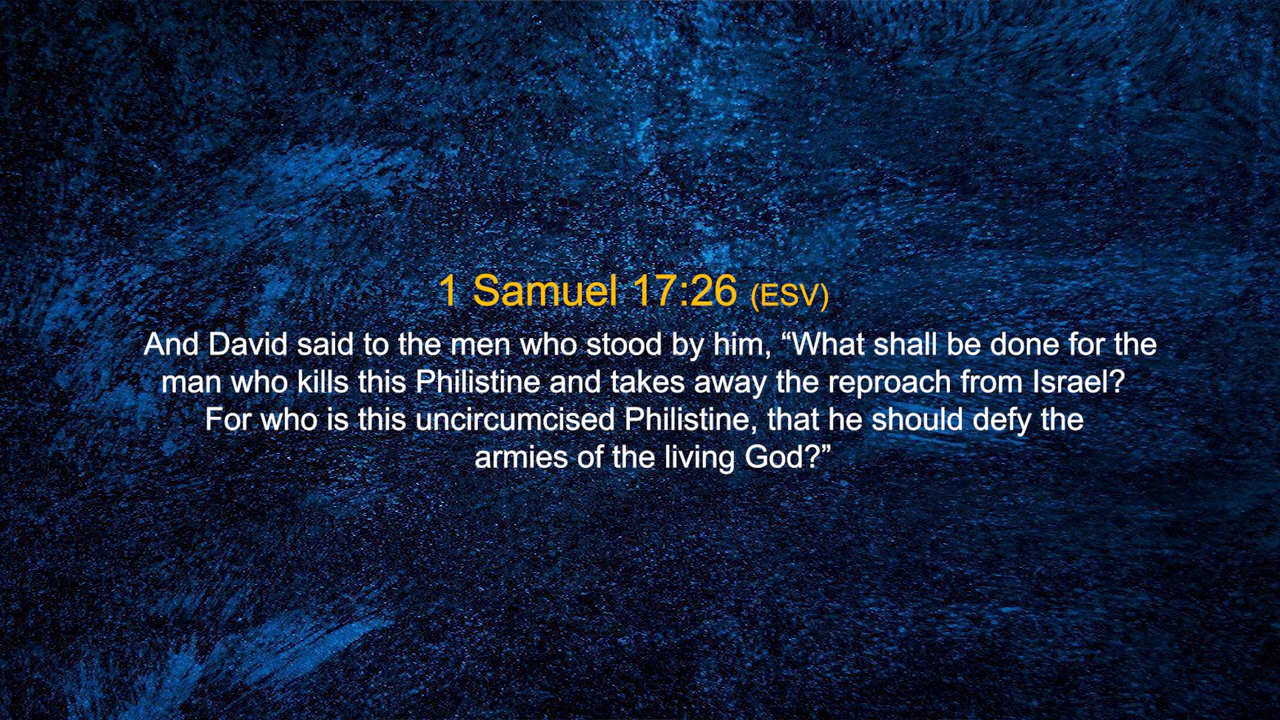 1 Samuel 17:26 (ESV)
And David said to the men who stood by him, “What shall be done for the
man who kills this Philistine and takes away the reproach from Israel?
For who is this uncircumcised Philistine, that he should defy the
armies of the living God?”